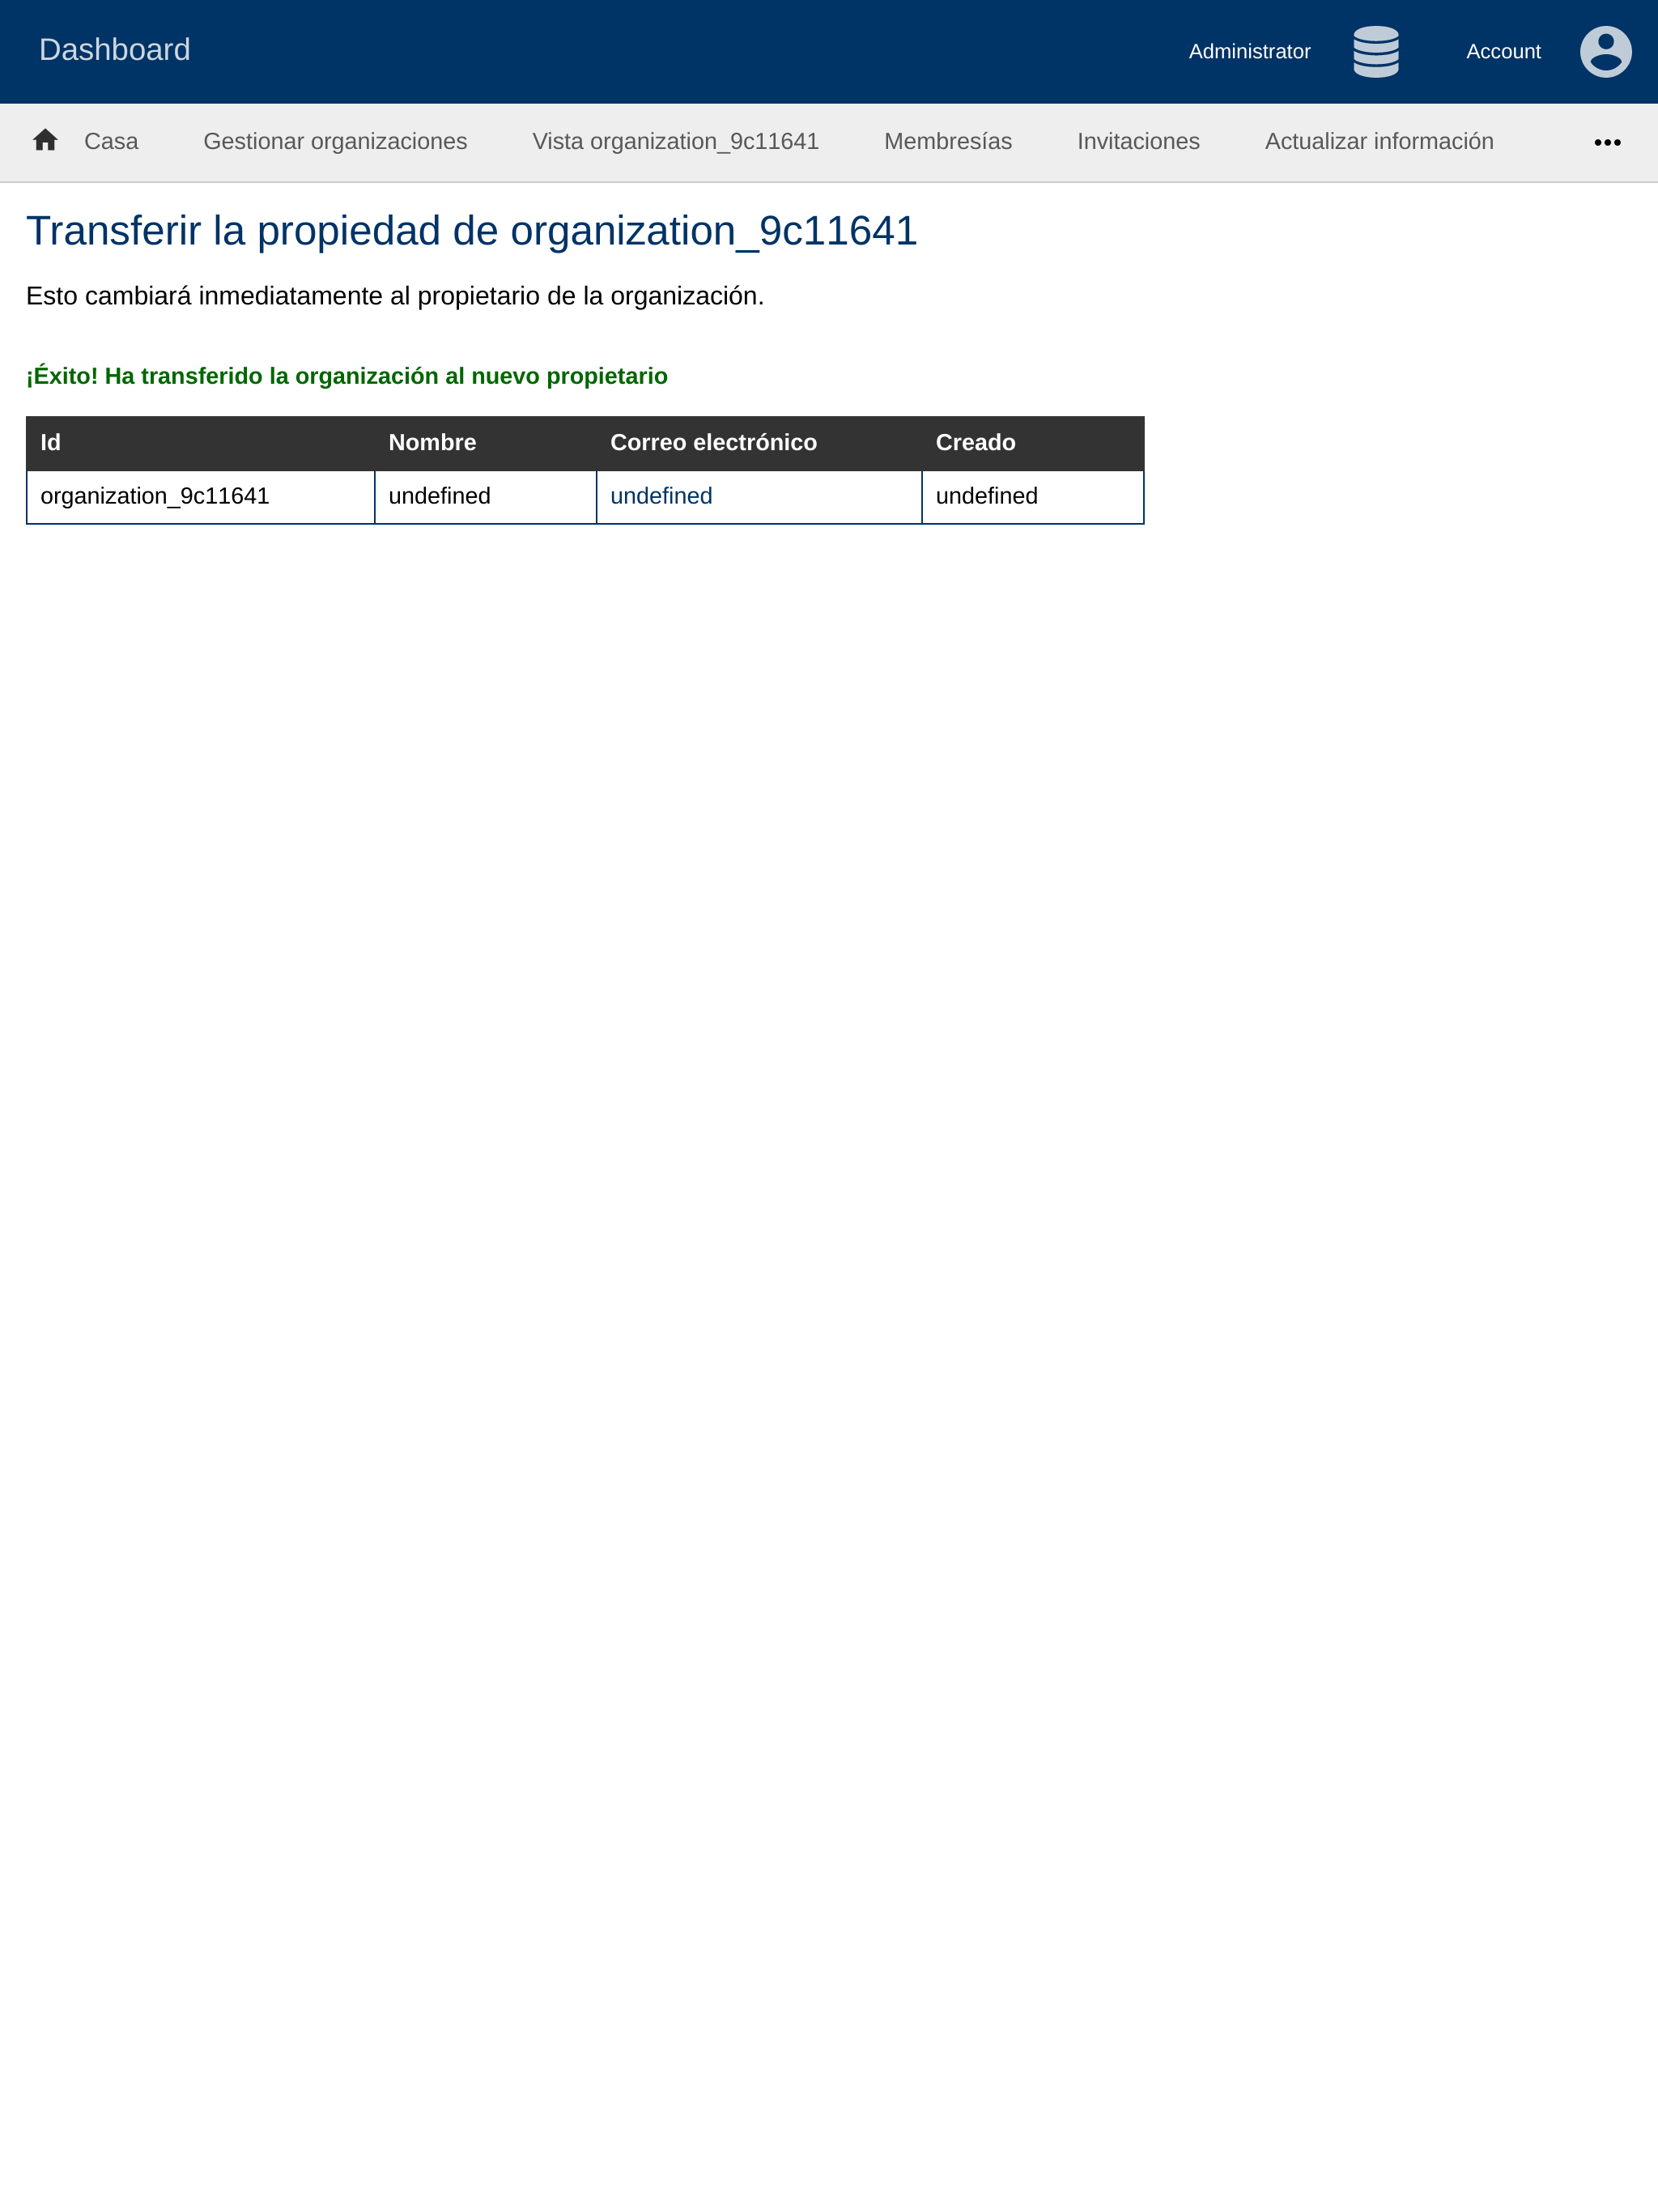 Dashboard
Administrator
Account
Casa
Gestionar organizaciones
Vista organization_9c11641
Membresías
Invitaciones
Actualizar información
Transferir la propiedad de organization_9c11641
Esto cambiará inmediatamente al propietario de la organización.
¡Éxito! Ha transferido la organización al nuevo propietario
Id Nombre Correo electrónico Creado
organization_9c11641 undefined undefined undefined